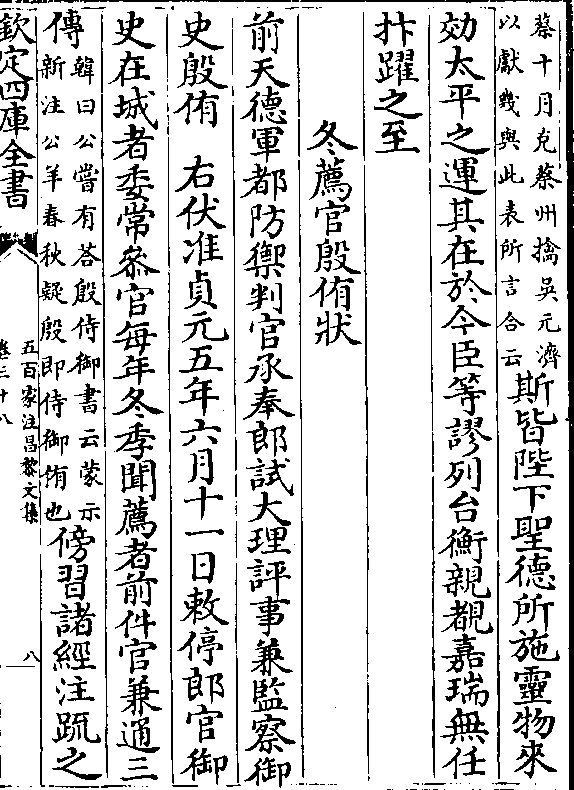 蔡十月克蔡州擒吳元濟
以獻幾與此表所言合云
斯皆陛下聖德所施靈物來
効太平之運其在於今臣等謬列台衡親覩嘉瑞無任
抃躍之至
冬薦官殷侑狀
前天德軍都防禦判官承奉郎試大理評事兼監察御
史殷侑 右伏准貞元五年六月十一日敕停郎官御
史在城者委常叅官每年冬季聞薦者前件官兼通三
傳
韓曰公嘗有荅殷侍御書云蒙示
新注公羊春秋疑殷即侍御侑也
傍習諸經注䟽之
欽定四庫全書
五百家注昌黎文集
卷三十八
八